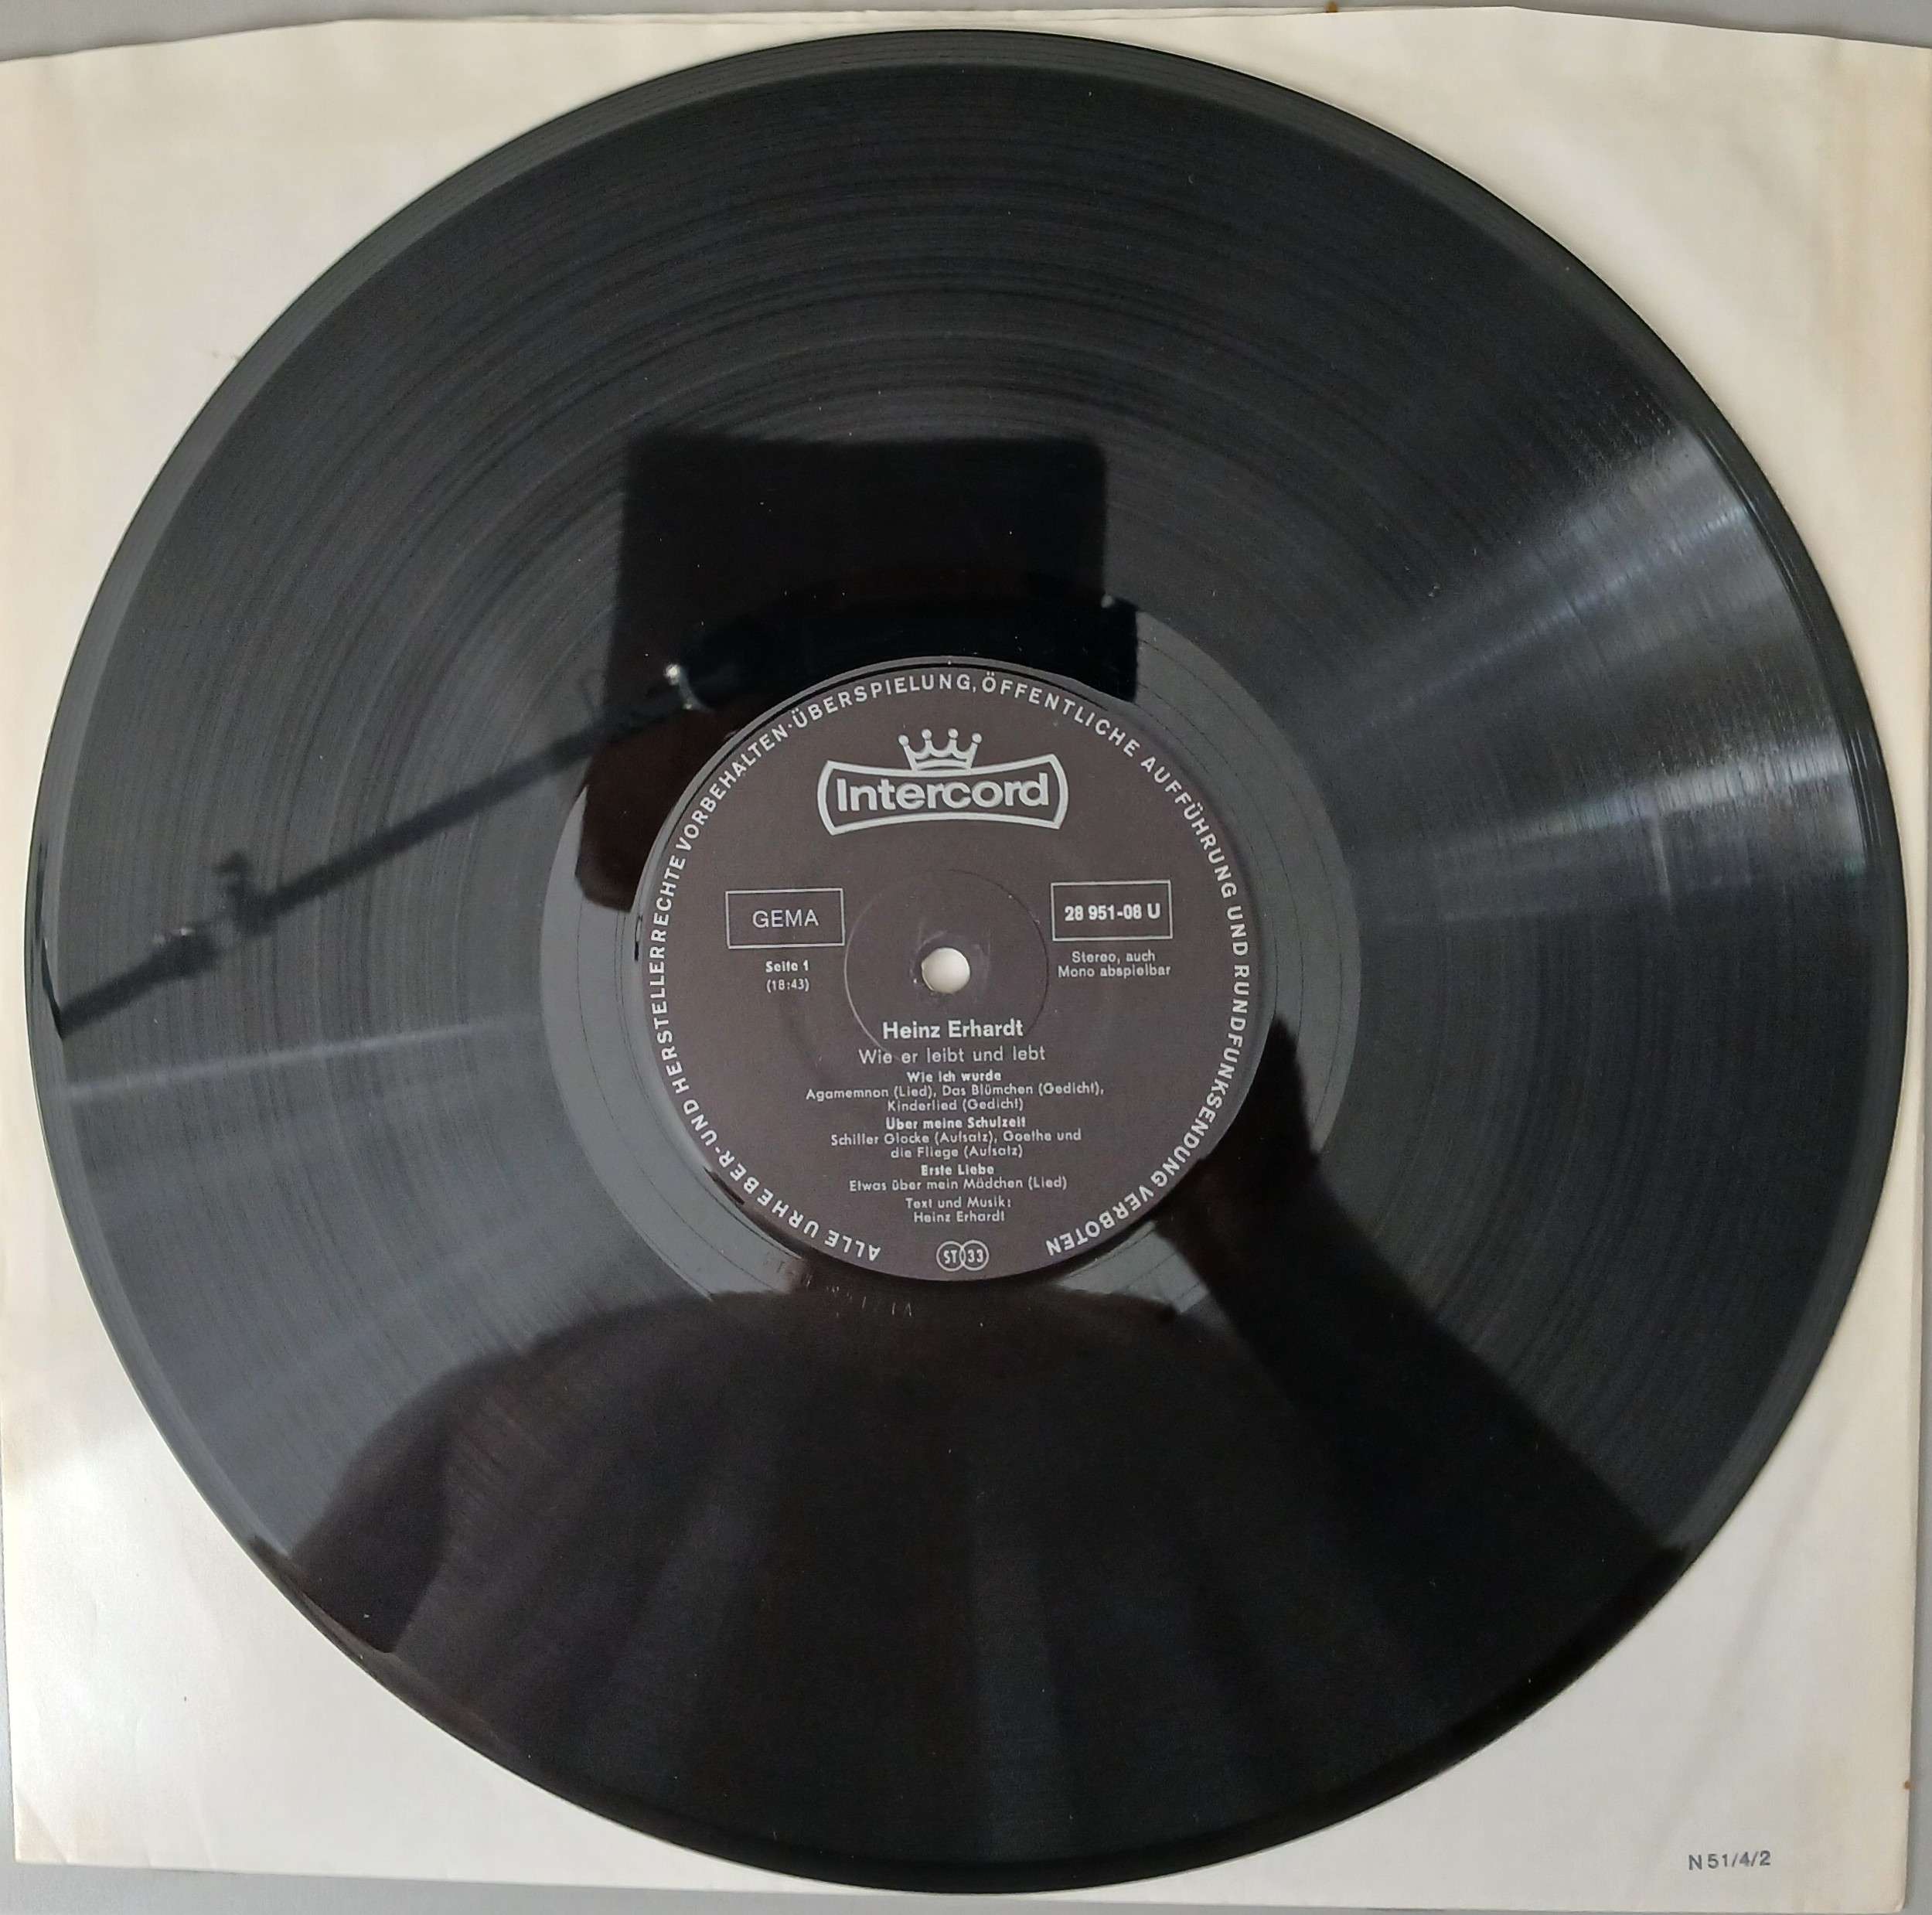 ALLE URHEBER- UND HERSTELLERRECHTE VORBEHALTEN · ÜBERSPIELUNG, ÖFFENTLICHE AUFFÜHRUNG UND RUNDFUNKSENDUNG VERBOTEN
Intercord
GEMA
28 951-08 U
Seite 1
(18:43)
Stereo, auch
Mono abspielbar
Heinz Erhardt
Wie er leibt und lebt
Wie ich wurde
Agamemnon (Lied), Das Blümchen (Gedicht),
Kinderlied (Gedicht)
Über meine Schulzeit
Schiller Glocke (Aufsatz), Goethe und
die Fliege (Aufsatz)
Erste Liebe
Etwas über mein Mädchen (Lied)
Text und Musik:
Heinz Erhardt
ST 33
N 51/4/2